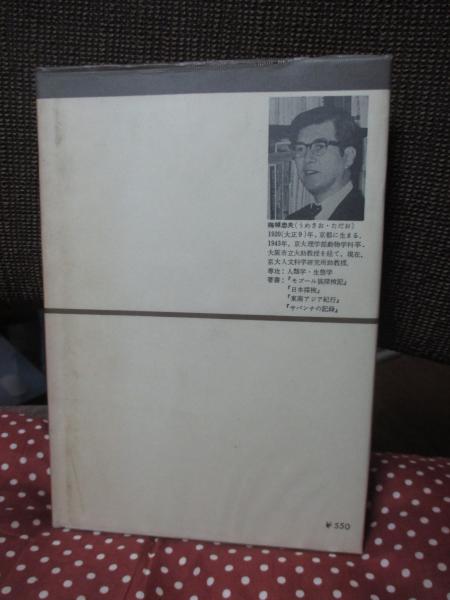 梅棹忠夫（うめさお・ただお）
1920（大正9）年，京都に生まる。
1943年，京大理学部動物学科卒。
大阪市立大助教授を経て，現在，
京大人文科学研究所助教授。
専攻：人類学・生態学
著書：『モゴール族探検記』
『日本探検』
『東南アジア紀行』
『サバンナの記録』
¥550